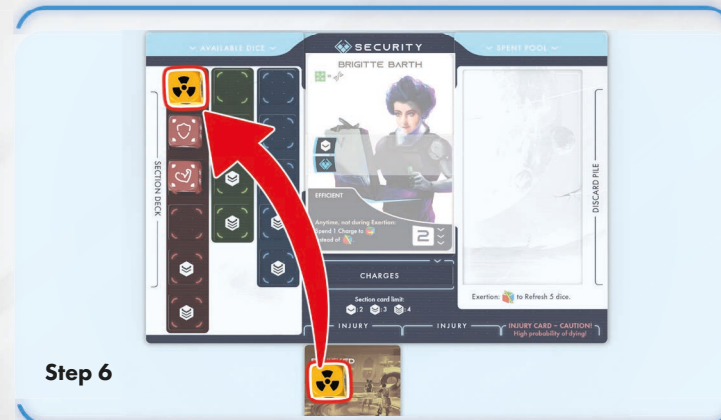 AVAILABLE DICE
SECURITY
SPENT POOL
BRIGITTE BARTH
SECTION DECK
DISCARD PILE
EFFICIENT
Anytime, not during Exertion:
Spend 1 Charge to
instead of
2
CHARGES
Section card limit:
:2 :3 :4
Exertion: to Refresh 5 dice.
INJURY
INJURY
INJURY CARD – CAUTION!
High probability of dying!
Step 6